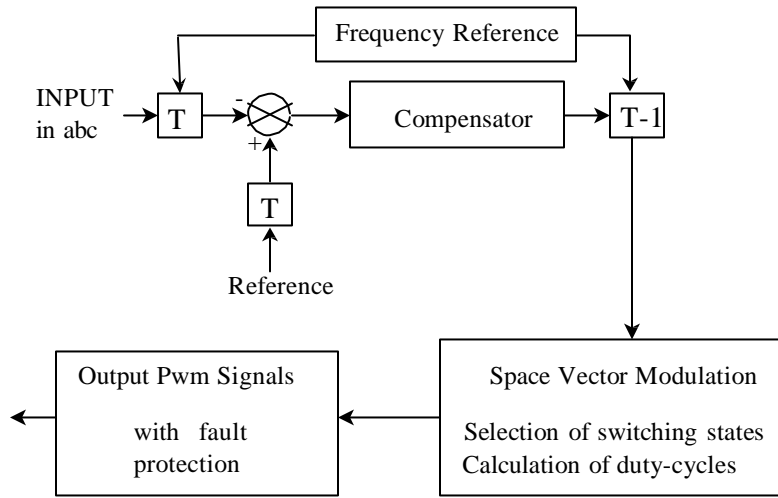 Frequency Reference
INPUT
in abc
T
-
+
Compensator
T-1
T
Reference
Output Pwm Signals
with fault
protection
Space Vector Modulation
Selection of switching states
Calculation of duty-cycles